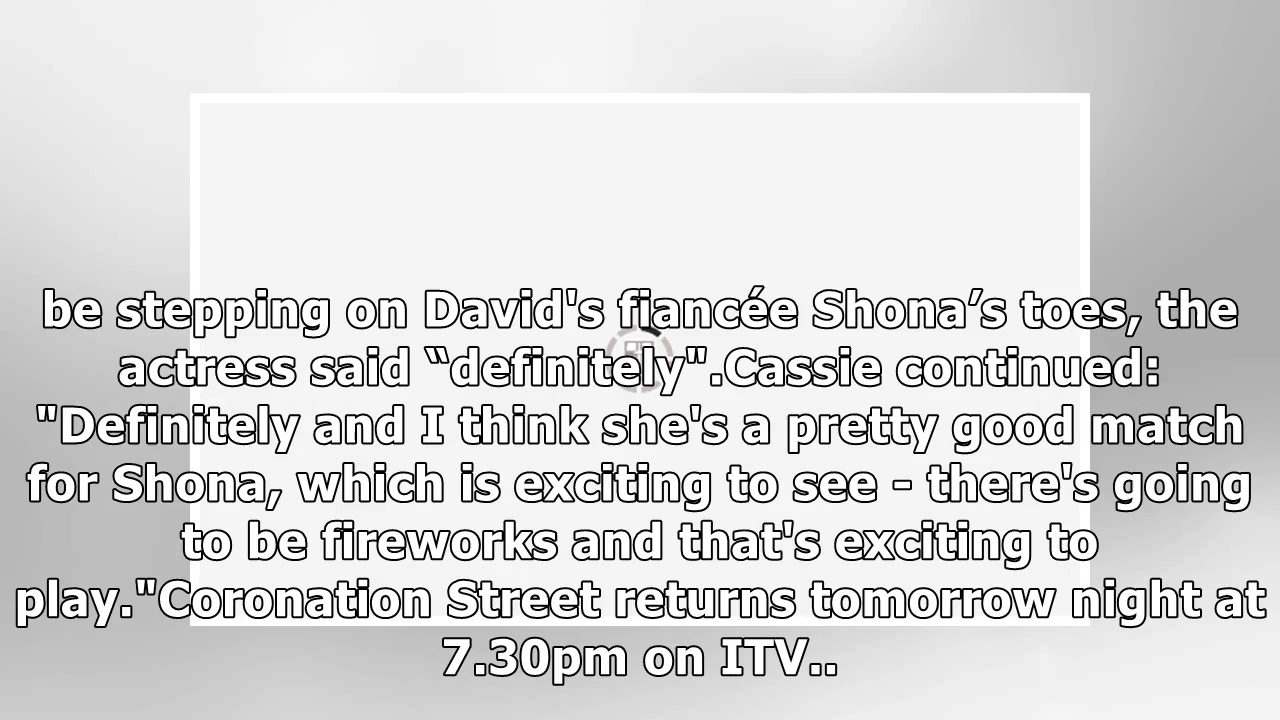 be stepping on David's fiancée Shona’s toes, the
actress said “definitely".Cassie continued:
"Definitely and I think she's a pretty good match
for Shona, which is exciting to see - there's going
to be fireworks and that's exciting to
play."Coronation Street returns tomorrow night at
7.30pm on ITV..